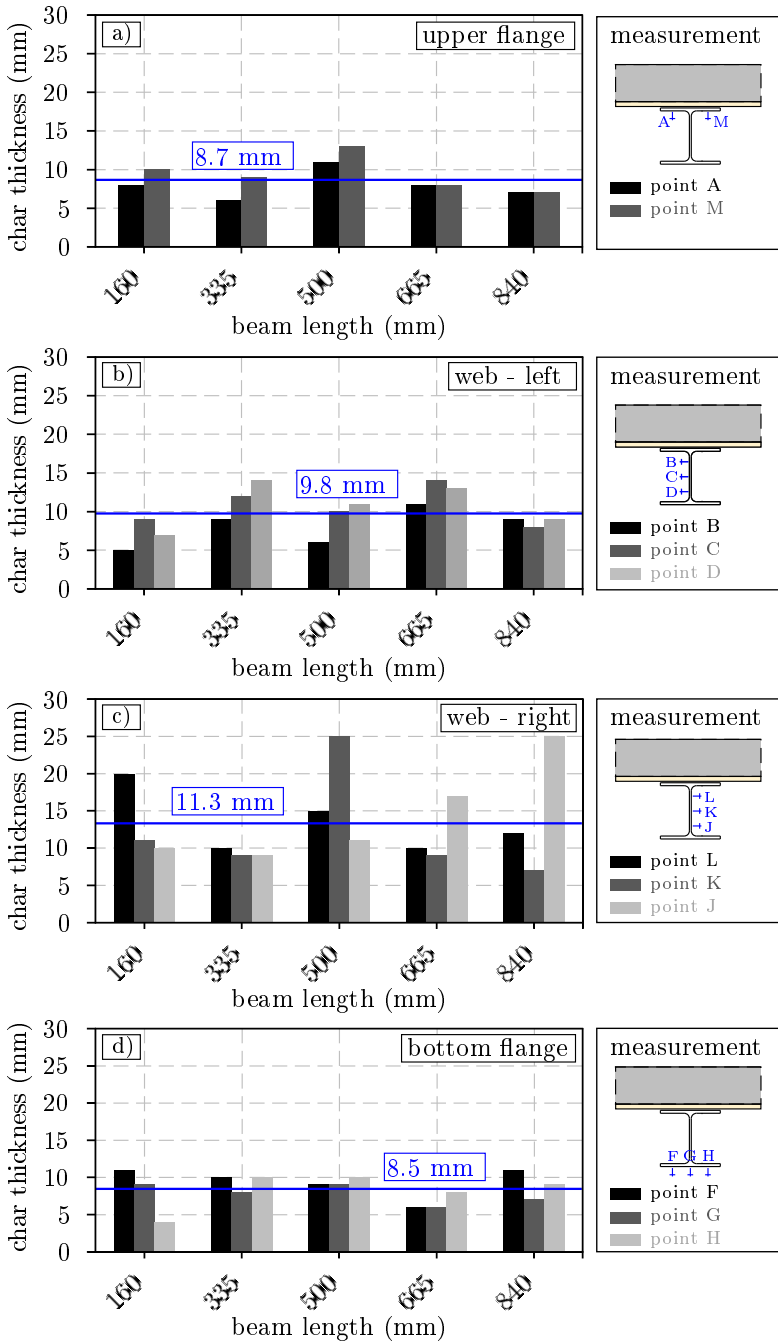 30
25
20
15
10
5
0
char thickness (mm)
a)
upper flange
8.7 mm
160
335
500
665
840
beam length (mm)
measurement
A
M
point A
point M
30
25
20
15
10
5
0
char thickness (mm)
b)
web - left
9.8 mm
160
335
500
665
840
beam length (mm)
measurement
B
C
D
point B
point C
point D
30
25
20
15
10
5
0
char thickness (mm)
c)
web - right
11.3 mm
160
335
500
665
840
beam length (mm)
measurement
L
K
J
point L
point K
point J
30
25
20
15
10
5
0
char thickness (mm)
d)
bottom flange
8.5 mm
160
335
500
665
840
beam length (mm)
measurement
F G H
point F
point G
point H